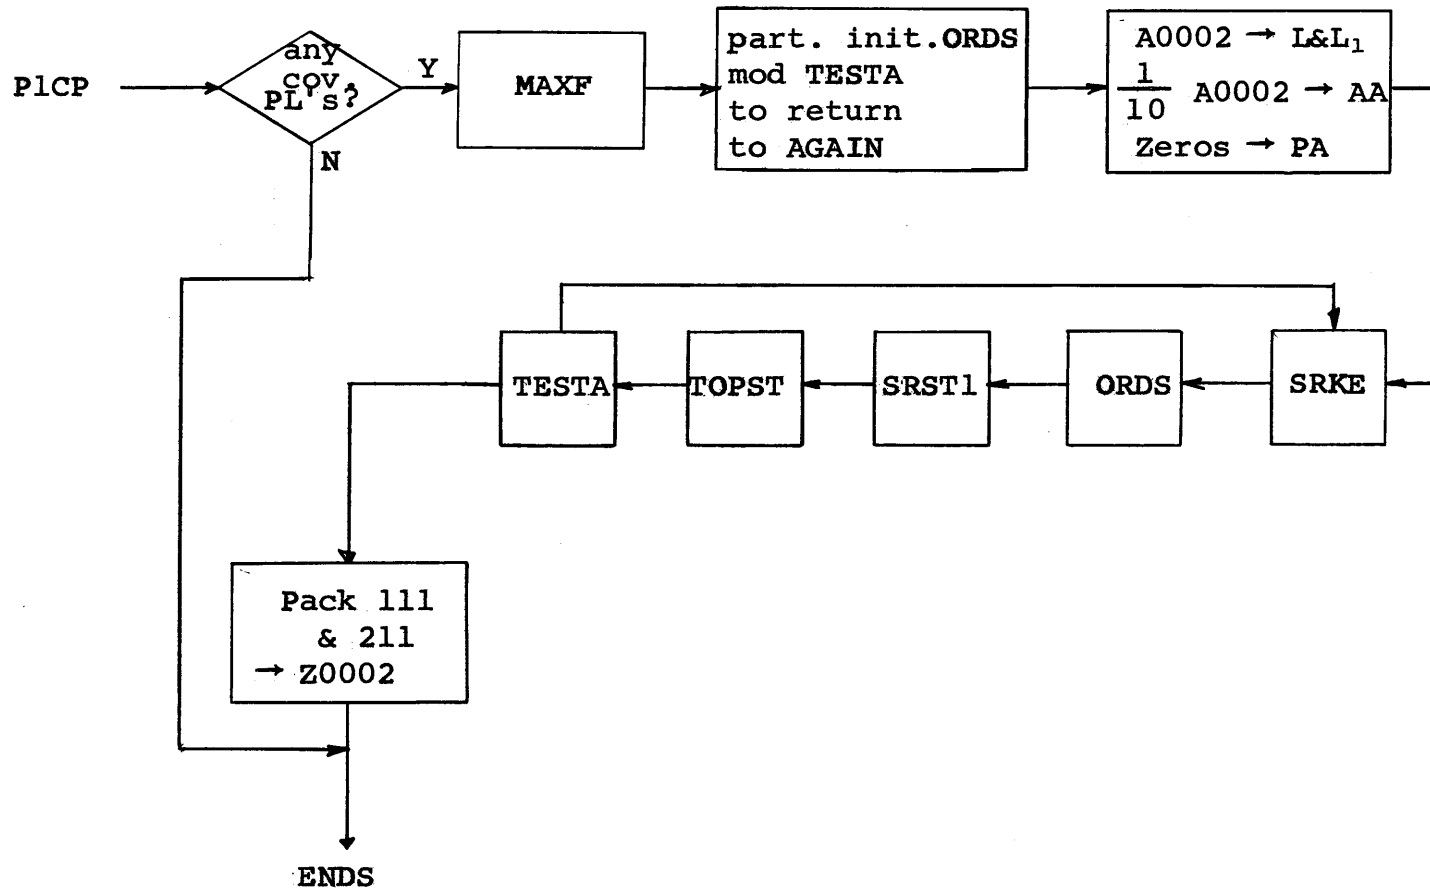 P1CP
any
cov.
PL's?
Y
N
MAXF
part. init.ORDS
mod TESTA
to return
to AGAIN
A0002 → L&L₁
1
10 A0002 → AA
Zeros → PA
TESTA
TOPST
SRST1
ORDS
SRKE
Pack 111
& 211
→ Z0002
ENDS